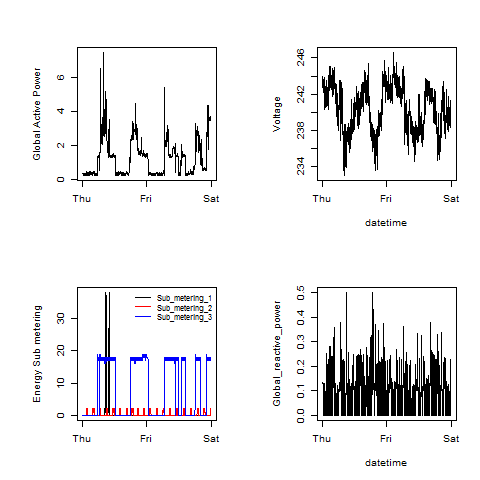 Global Active Power
6
4
2
0
Thu Fri Sat
Voltage
246
242
238
234
Thu Fri Sat
datetime
Energy Sub metering
30
20
10
0
Sub_metering_1
Sub_metering_2
Sub_metering_3
Thu Fri Sat
Global_reactive_power
0.5
0.4
0.3
0.2
0.1
0.0
Thu Fri Sat
datetime